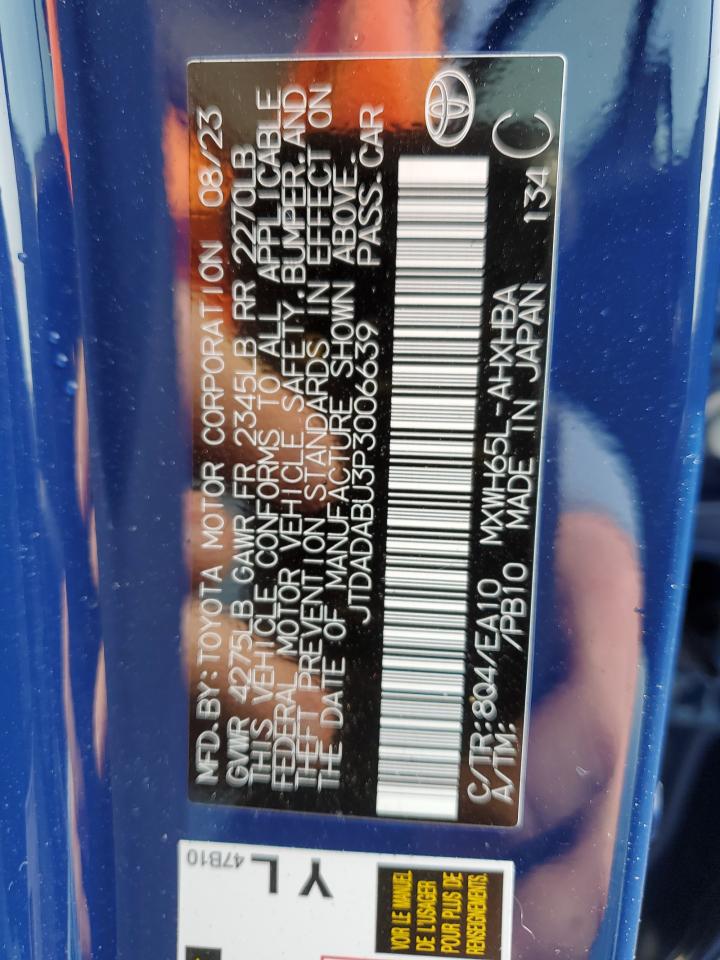 MFD. BY: TOYOTA MOTOR CORPORATION 08/23
GVWR 4275LB GAWR FR 2345LB RR 2270LB
THIS VEHICLE CONFORMS TO ALL APPLICABLE
FEDERAL MOTOR VEHICLE SAFETY, BUMPER, AND
THEFT PREVENTION STANDARDS IN EFFECT ON
THE DATE OF MANUFACTURE SHOWN ABOVE.
JTDADABU3P3006639 PASS. CAR
C/TR: 8Q4/EA10 MXWH65L-AHXHBA
A/TM: /PB10 MADE IN JAPAN 134 C
YL 47B10
VOIR LE MANUEL
DE L'USAGER
POUR PLUS DE
RENSEIGNEMENTS.